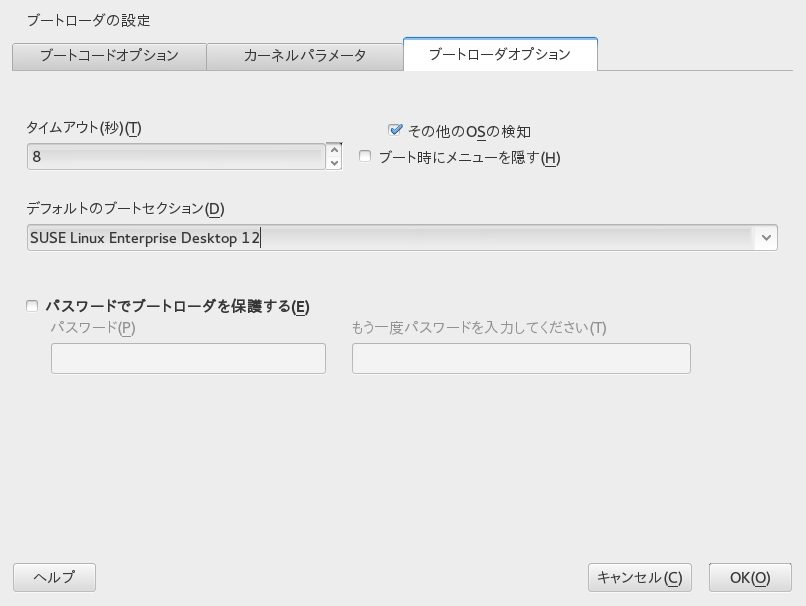 ブートローダの設定
ブートコードオプション カーネルパラメータ ブートローダオプション
タイムアウト(秒)(T) その他のOSの検知
8 ブート時にメニューを隠す(H)
デフォルトのブートセクション(D)
SUSE Linux Enterprise Desktop 12
パスワードでブートローダを保護する(E)
パスワード(P) もう一度パスワードを入力してください(T)
ヘルプ キャンセル(C) OK(O)